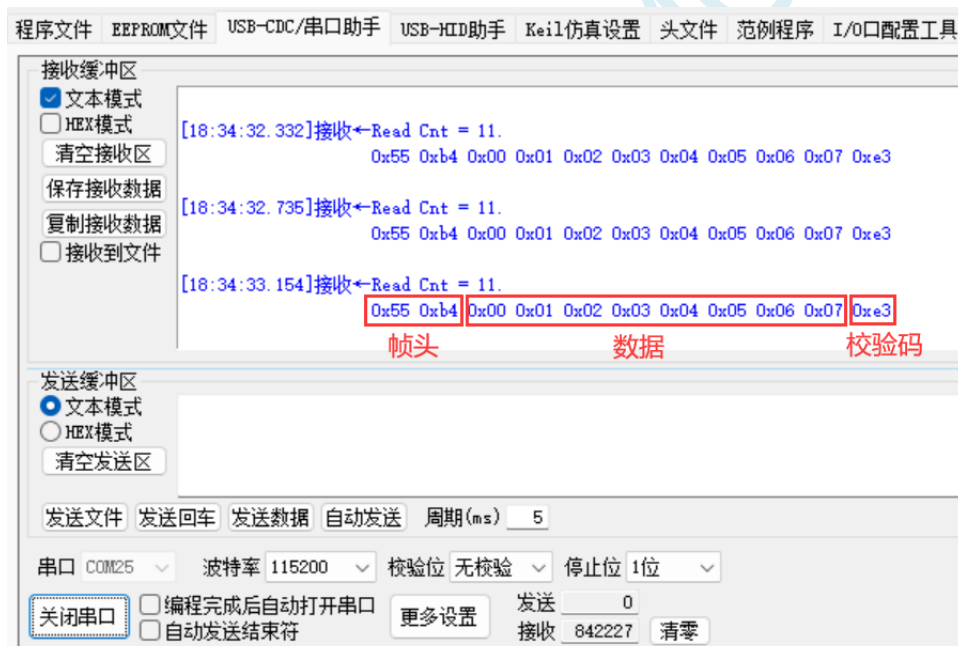 程序文件 EEPROM文件 USB-CDC/串口助手 USB-HID助手 Keil仿真设置 头文件 范例程序 I/O口配置工具
接收缓冲区
文本模式
HEX模式
清空接收区
保存接收数据
复制接收数据
接收到文件
[18:34:32.332]接收←Read Cnt = 11.
0x55 0xb4 0x00 0x01 0x02 0x03 0x04 0x05 0x06 0x07 0xe3
[18:34:32.735]接收←Read Cnt = 11.
0x55 0xb4 0x00 0x01 0x02 0x03 0x04 0x05 0x06 0x07 0xe3
[18:34:33.154]接收←Read Cnt = 11.
0x55 0xb4 0x00 0x01 0x02 0x03 0x04 0x05 0x06 0x07 0xe3
帧头 数据 校验码
发送缓冲区
文本模式
HEX模式
清空发送区
发送文件 发送回车 发送数据 自动发送 周期(ms) 5
串口 COM25 波特率 115200 校验位 无校验 停止位 1位
关闭串口 编程完成后自动打开串口 更多设置 发送 0
自动发送结束符 接收 842227 清零